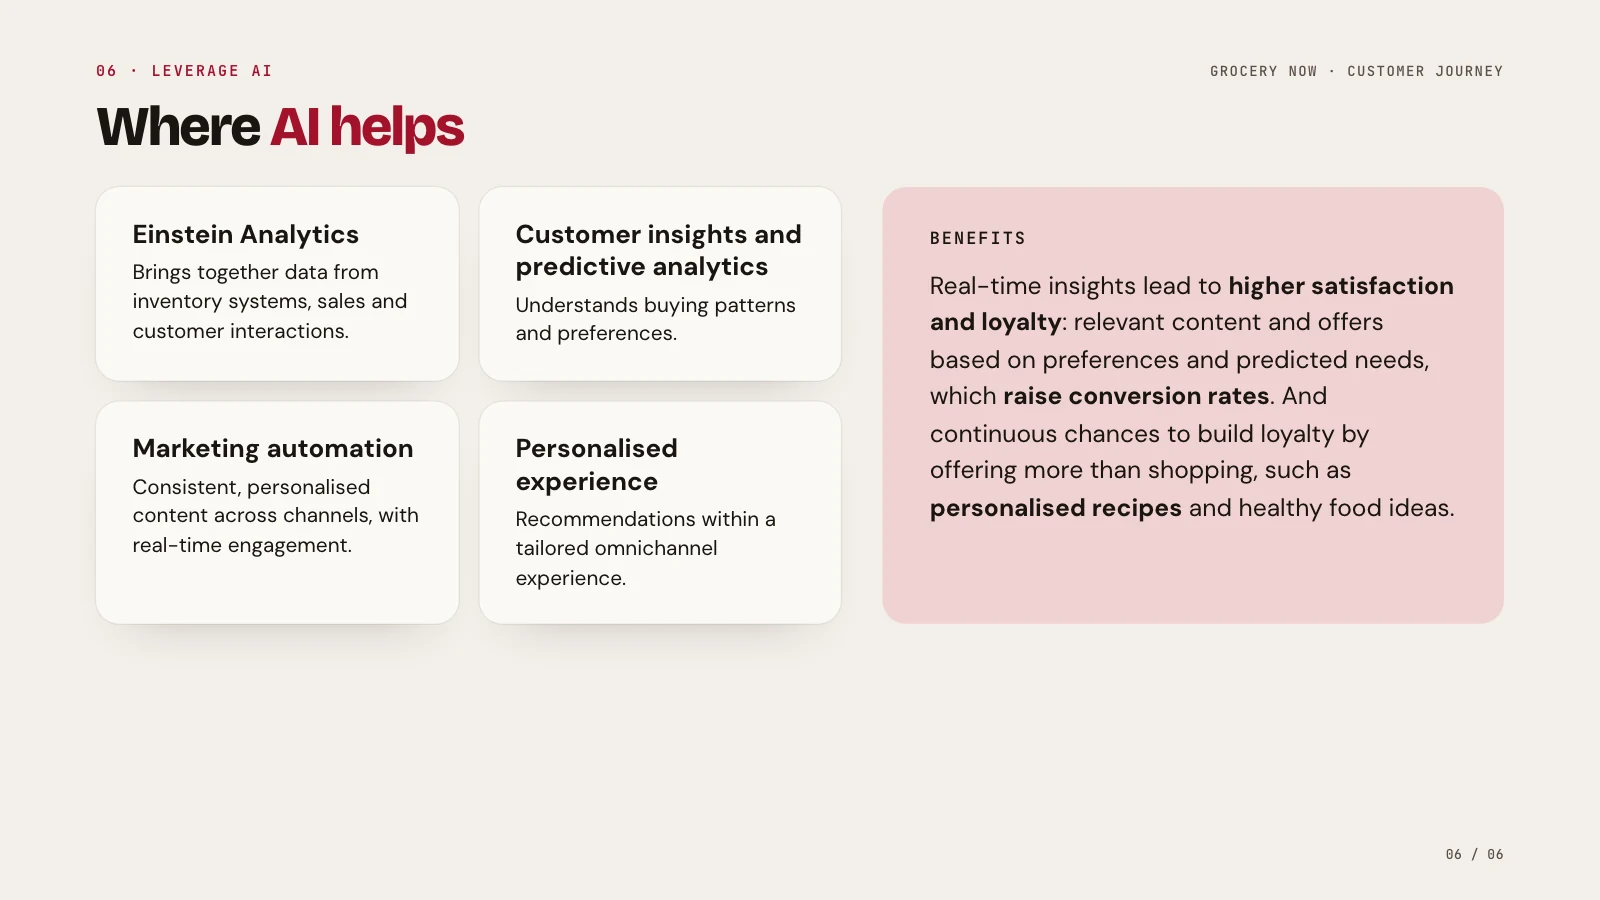 06 · LEVERAGE AI
GROCERY NOW · CUSTOMER JOURNEY
Where AI helps
Einstein Analytics
Brings together data from
inventory systems, sales and
customer interactions.
Customer insights and
predictive analytics
Understands buying patterns
and preferences.
Marketing automation
Consistent, personalised
content across channels, with
real-time engagement.
Personalised
experience
Recommendations within a
tailored omnichannel
experience.
BENEFITS
Real-time insights lead to higher satisfaction
and loyalty: relevant content and offers
based on preferences and predicted needs,
which raise conversion rates. And
continuous chances to build loyalty by
offering more than shopping, such as
personalised recipes and healthy food ideas.
06 / 06